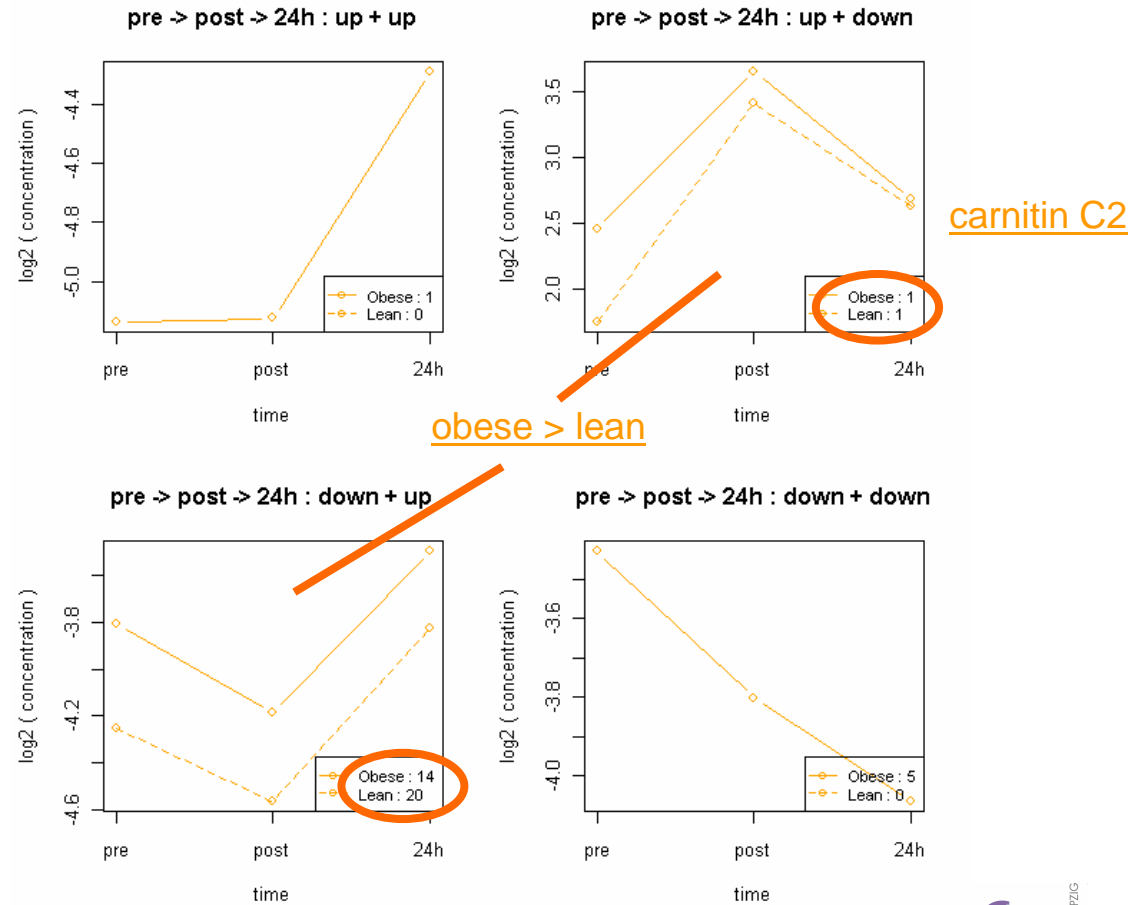 pre -> post -> 24h : up + up
log2 ( concentration )
-4.4
-4.6
-4.8
-5.0
Obese : 1
Lean : 0
pre post 24h
time
pre -> post -> 24h : up + down
log2 ( concentration )
3.5
3.0
2.5
2.0
Obese : 1
Lean : 1
pre post 24h
time
carnitin C2
obese > lean
pre -> post -> 24h : down + up
log2 ( concentration )
-3.8
-4.2
-4.6
Obese : 14
Lean : 20
pre post 24h
time
pre -> post -> 24h : down + down
log2 ( concentration )
-3.6
-3.8
-4.0
Obese : 5
Lean : 0
pre post 24h
time
PZIG